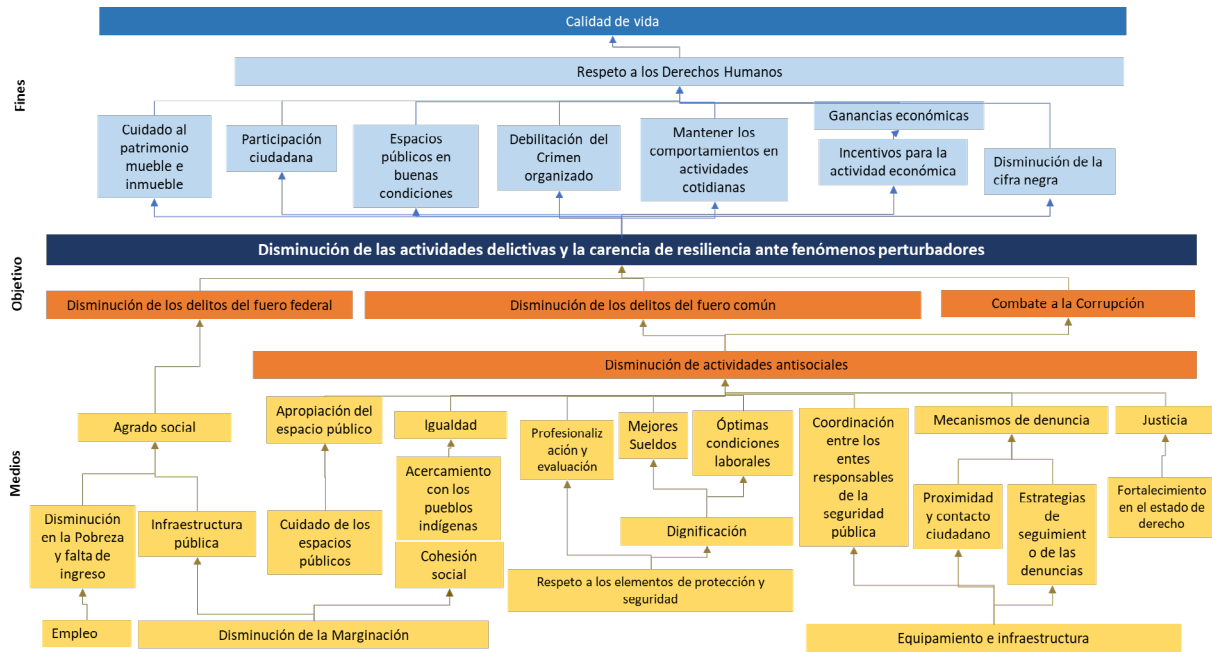 Calidad de vida
Respeto a los Derechos Humanos
Fines
Cuidado al
patrimonio
mueble e
inmueble
Participación
ciudadana
Espacios
públicos en
buenas
condiciones
Debilitación del
Crimen
organizado
Mantener los
comportamientos en
actividades
cotidianas
Ganancias económicas
Incentivos para la
actividad económica
Disminución de la
cifra negra
Objetivo
Disminución de las actividades delictivas y la carencia de resiliencia ante fenómenos perturbadores
Disminución de los delitos del fuero federal
Disminución de los delitos del fuero común
Combate a la Corrupción
Disminución de actividades antisociales
Medios
Agrado social
Apropiación del
espacio público
Igualdad
Profesionaliz
ación y
evaluación
Mejores
Sueldos
Óptimas
condiciones
laborales
Coordinación
entre los
entes
responsables
de la
seguridad
pública
Mecanismos de denuncia
Justicia
Disminución
en la Pobreza
y falta de
ingreso
Infraestructura
pública
Cuidado de los
espacios
públicos
Acercamiento
con los
pueblos
indígenas
Cohesión
social
Dignificación
Respeto a los elementos de protección y
seguridad
Proximidad
y contacto
ciudadano
Estrategias
de
seguimient
o de las
denuncias
Fortalecimiento
en el estado de
derecho
Empleo
Disminución de la Marginación
Equipamiento e infraestructura